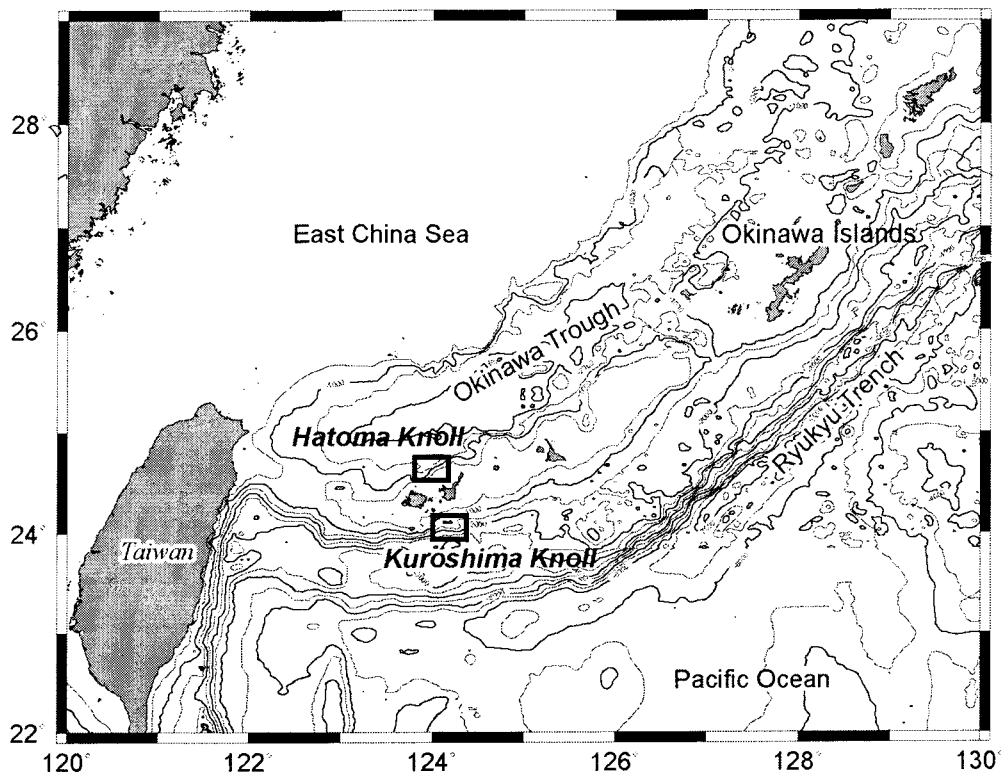 28°
East China Sea
Okinawa Islands
26°
Okinawa Trough
Ryukyu Trench
Hatoma Knoll
24°
Taiwan
Kuroshima Knoll
Pacific Ocean
22°
120°
122°
124°
126°
128°
130°